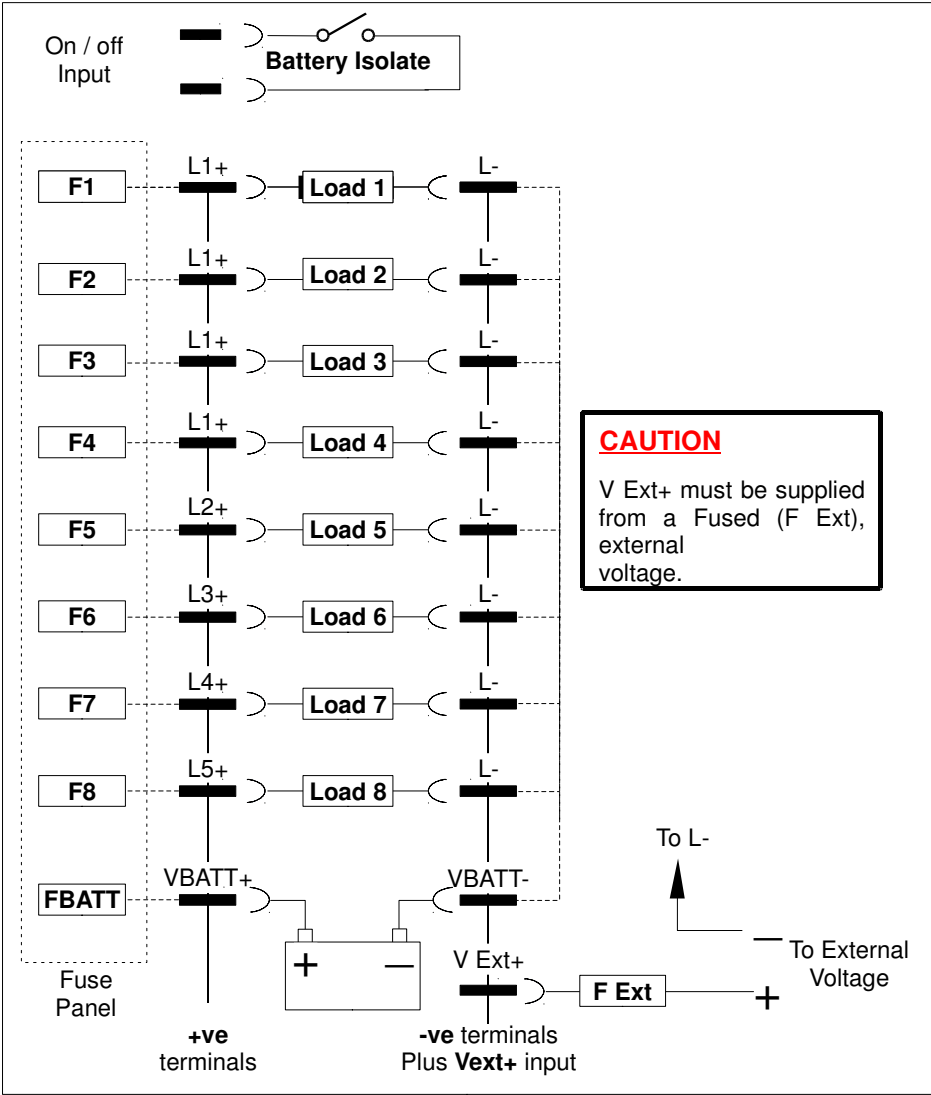 On / off
Input
Battery Isolate
L1+
L-
F1
Load 1
L1+
L-
F2
Load 2
L1+
L-
F3
Load 3
L1+
L-
F4
Load 4
CAUTION
V Ext+ must be supplied
from a Fused (F Ext),
external
voltage.
L2+
L-
F5
Load 5
L3+
L-
F6
Load 6
L4+
L-
F7
Load 7
L5+
L-
F8
Load 8
To L-
VBATT+
VBATT-
FBATT
+
—
To External
Voltage
—
V Ext+
F Ext
+
Fuse
Panel
+ve
terminals
-ve terminals
Plus Vext+ input